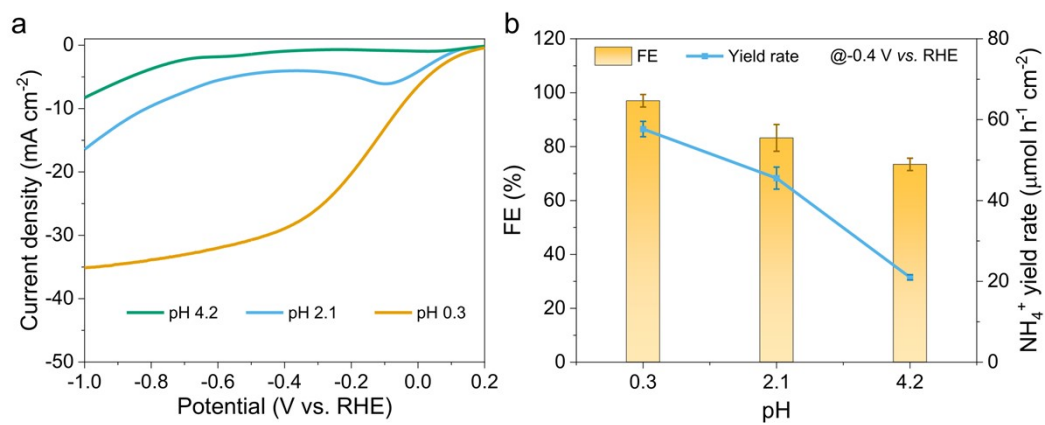 a
0
-10
-20
-30
-40
-50
Current density (mA cm⁻²)
pH 4.2 pH 2.1 pH 0.3
-1.0 -0.8 -0.6 -0.4 -0.2 0.0 0.2
Potential (V vs. RHE)
b
120
100
80
60
40
20
0
FE (%)
FE Yield rate @-0.4 V vs. RHE
80
60
40
20
0
NH₄⁺ yield rate (μmol h⁻¹ cm⁻²)
0.3 2.1 4.2
pH